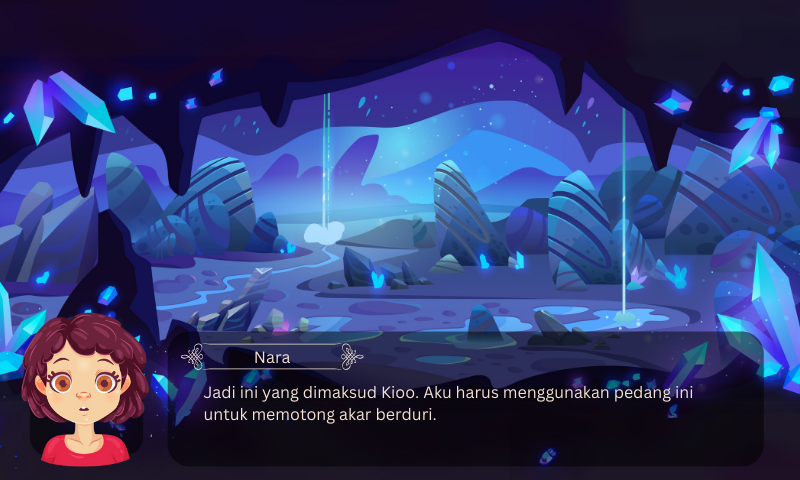 Nara
Jadi ini yang dimaksud Kioo. Aku harus menggunakan pedang ini
untuk memotong akar berduri.